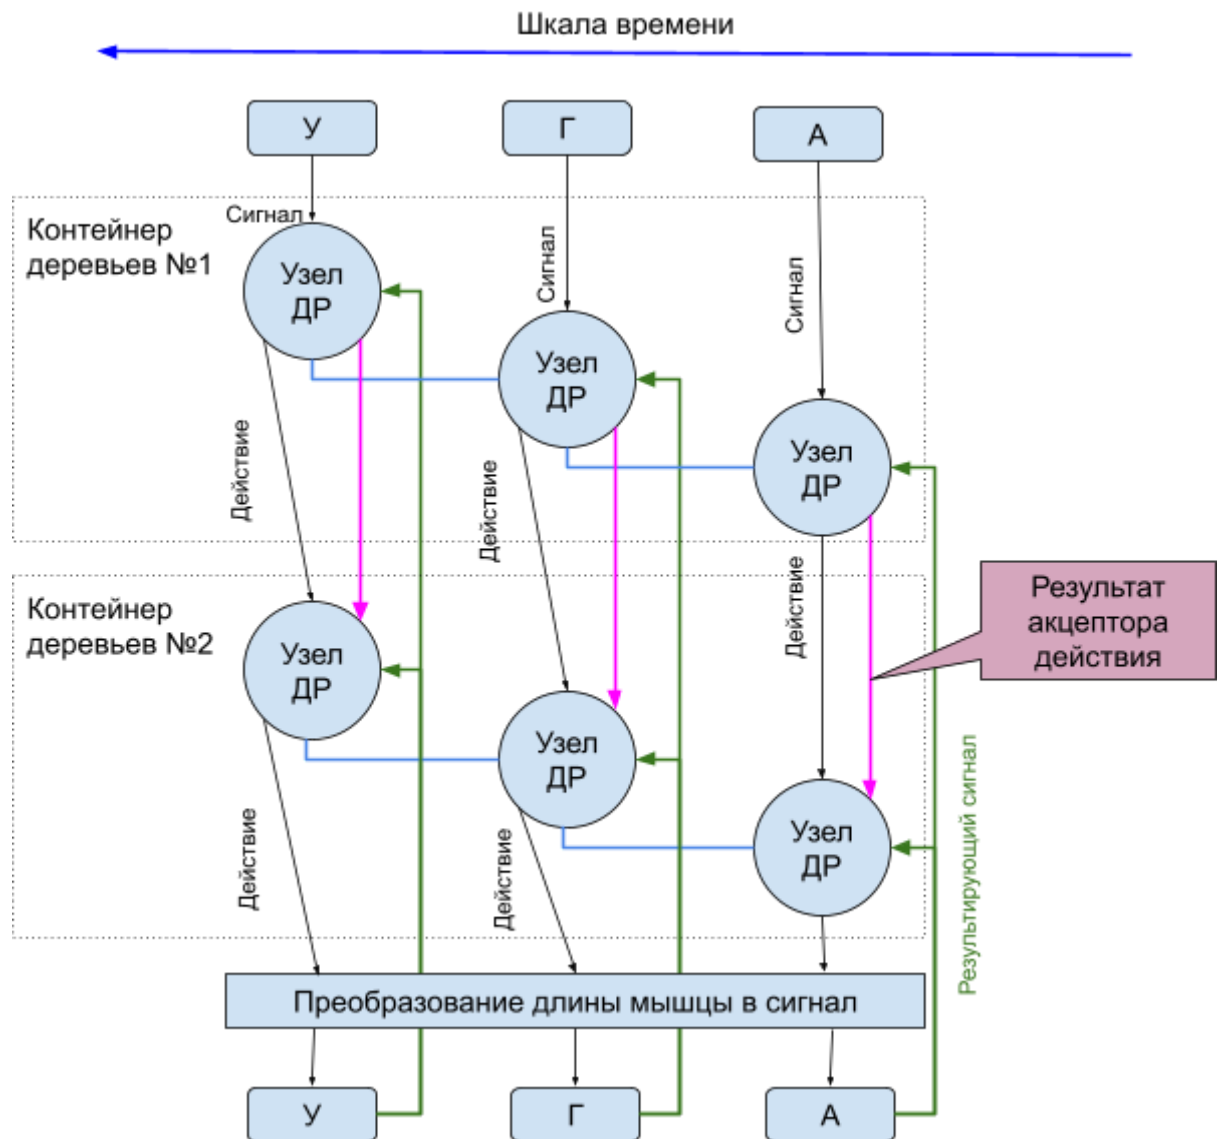 Шкала времени
У
Г
А
Контейнер
деревьев №1
Сигнал
Сигнал
Сигнал
Узел
ДР
Узел
ДР
Узел
ДР
Действие
Действие
Действие
Контейнер
деревьев №2
Результат
акцептора
действия
Узел
ДР
Узел
ДР
Узел
ДР
Действие
Действие
Результирующий сигнал
Преобразование длины мышцы в сигнал
У
Г
А